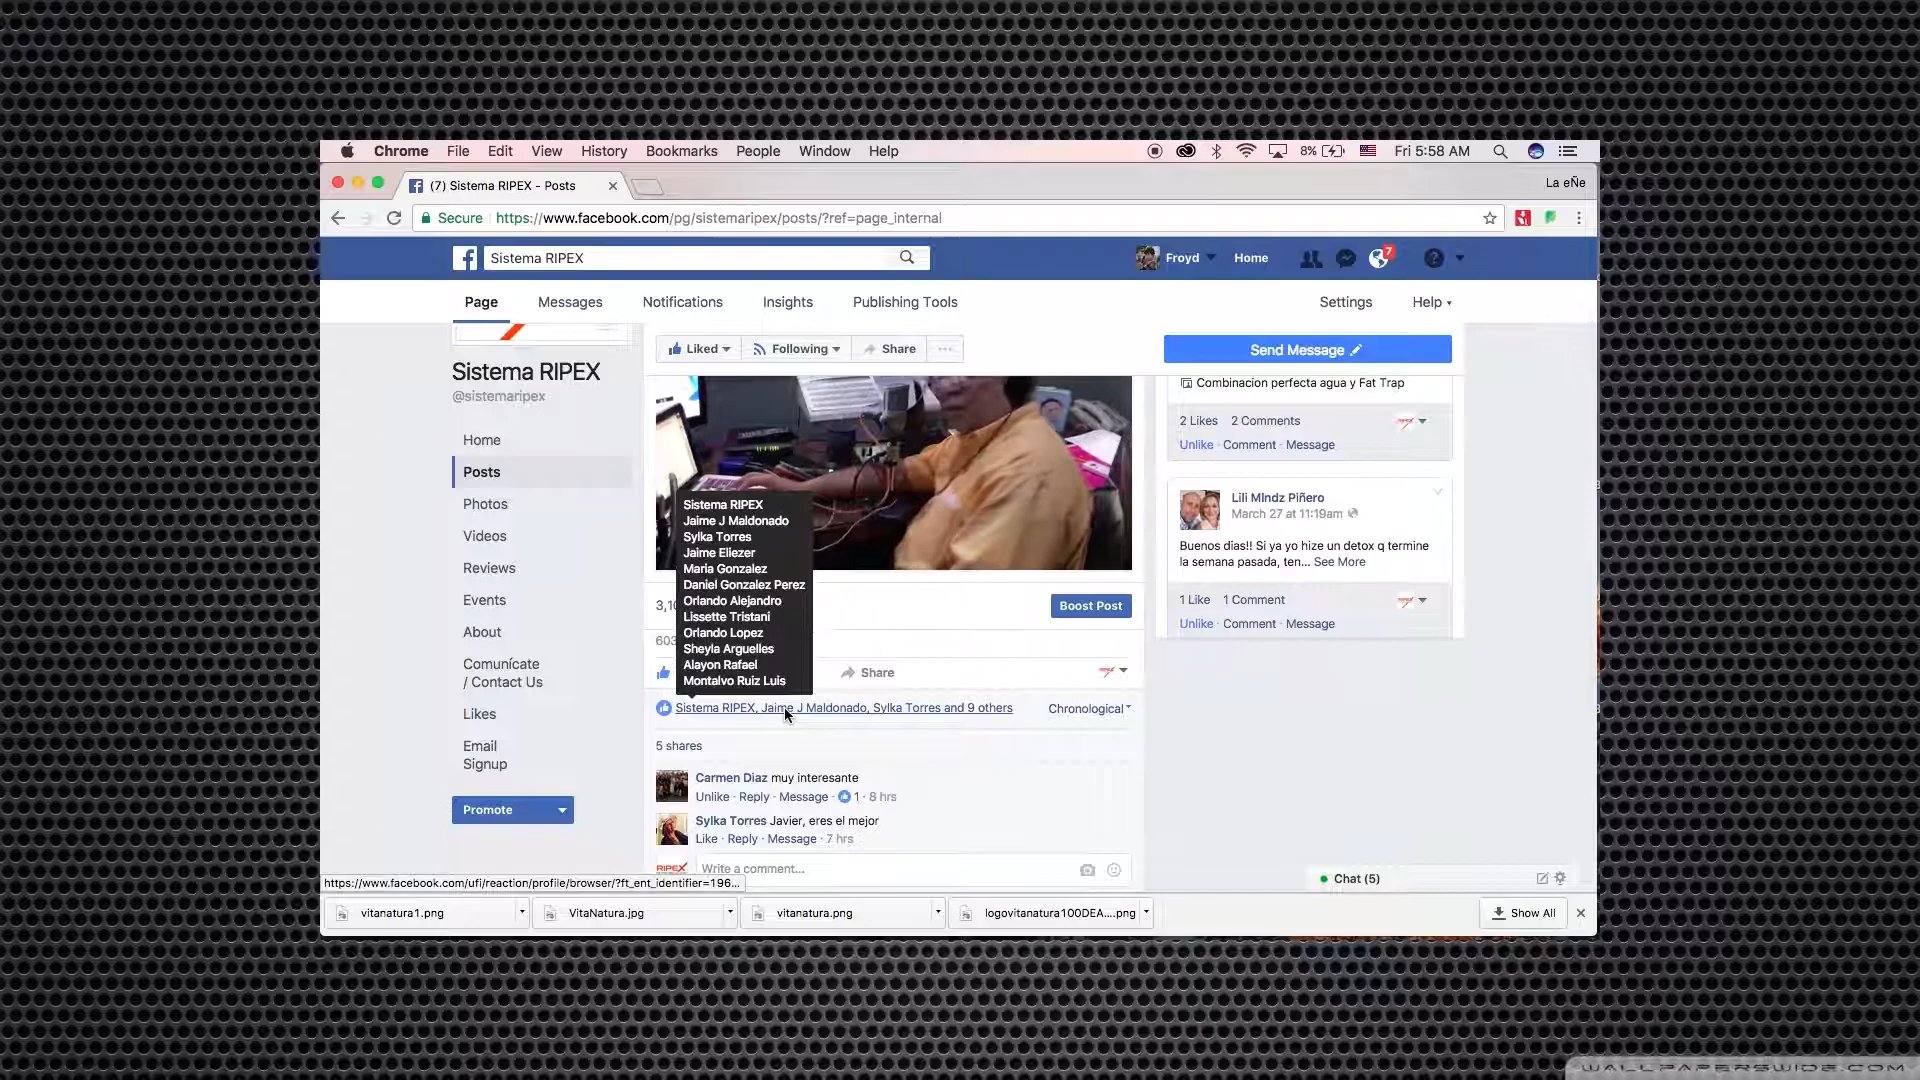 Chrome File Edit View History Bookmarks People Window Help
8% Fri 5:58 AM
(7) Sistema RIPEX - Posts
La eÑe
Secure https://www.facebook.com/pg/sistemaripex/posts/?ref=page_internal
Sistema RIPEX
Froyd Home 7
Page Messages Notifications Insights Publishing Tools Settings Help
Sistema RIPEX
@sistemaripex
Home
Posts
Photos
Videos
Reviews
Events
About
Comunícate
/ Contact Us
Likes
Email
Signup
Promote
Liked Following Share ...
Send Message
Sistema RIPEX
Jaime J Maldonado
Sylka Torres
Jaime Eliezer
Maria Gonzalez
Daniel Gonzalez Perez
Orlando Alejandro
Lissette Tristani
Orlando Lopez
Sheyla Arguelles
Alayon Rafael
Montalvo Ruiz Luis
Boost Post
Share
Sistema RIPEX, Jaime J Maldonado, Sylka Torres and 9 others
Chronological
5 shares
Carmen Diaz muy interesante
Unlike · Reply · Message · 1 · 8 hrs
Sylka Torres Javier, eres el mejor
Like · Reply · Message · 7 hrs
RIPEX
Write a comment...
Combinacion perfecta agua y Fat Trap
2 Likes 2 Comments
Unlike · Comment · Message
Lili MIndz Piñero
March 27 at 11:19am
Buenos dias!! Si ya yo hize un detox q termine
la semana pasada, ten... See More
1 Like 1 Comment
Unlike · Comment · Message
Chat (5)
https://www.facebook.com/ufi/reaction/profile/browser/?ft_ent_identifier=196...
vitanatura1.png
VitaNatura.jpg
vitanatura.png
logovitanatura100DEA....png
Show All
WALLPAPERSWIDE.COM